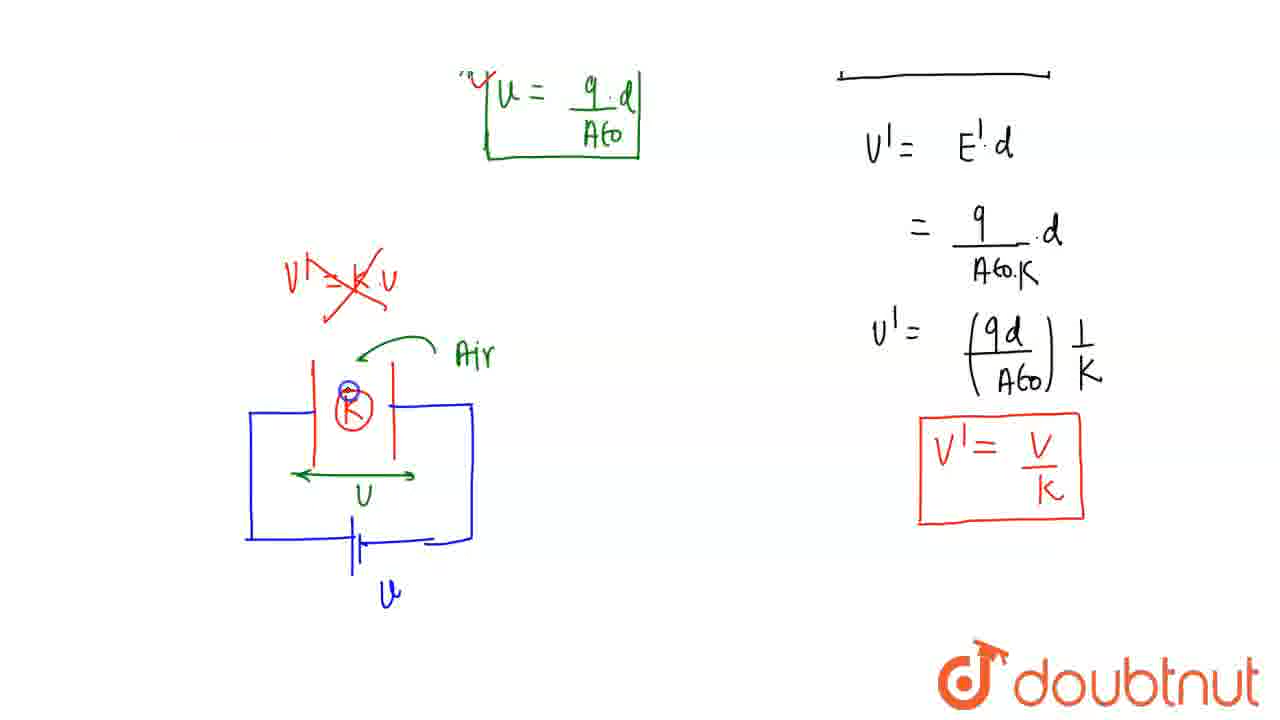 V = q.d / Aε0
V' = E'.d
= q / Aε0.K .d
V' = (qd / Aε0) 1/K
V' = V/K
V' = K.V
Air
K
V
V
doubtnut